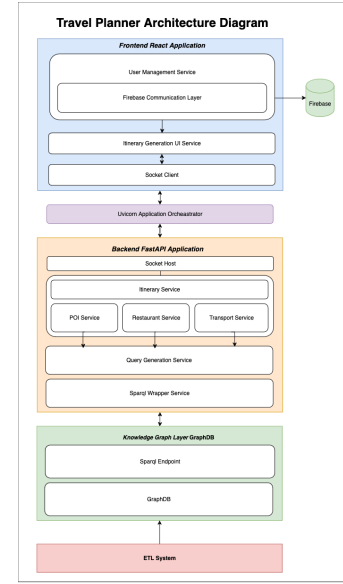 Travel Planner Architecture Diagram
Frontend React Application
User Management Service
Firebase Communication Layer
Firebase
Itinerary Generation UI Service
Socket Client
Uvicorn Application Orcheastrator
Backend FastAPI Application
Socket Host
Itinerary Service
POI Service
Restaurant Service
Transport Service
Query Generation Service
Sparql Wrapper Service
Knowledge Graph Layer GraphDB
Sparql Endpoint
GraphDB
ETL System